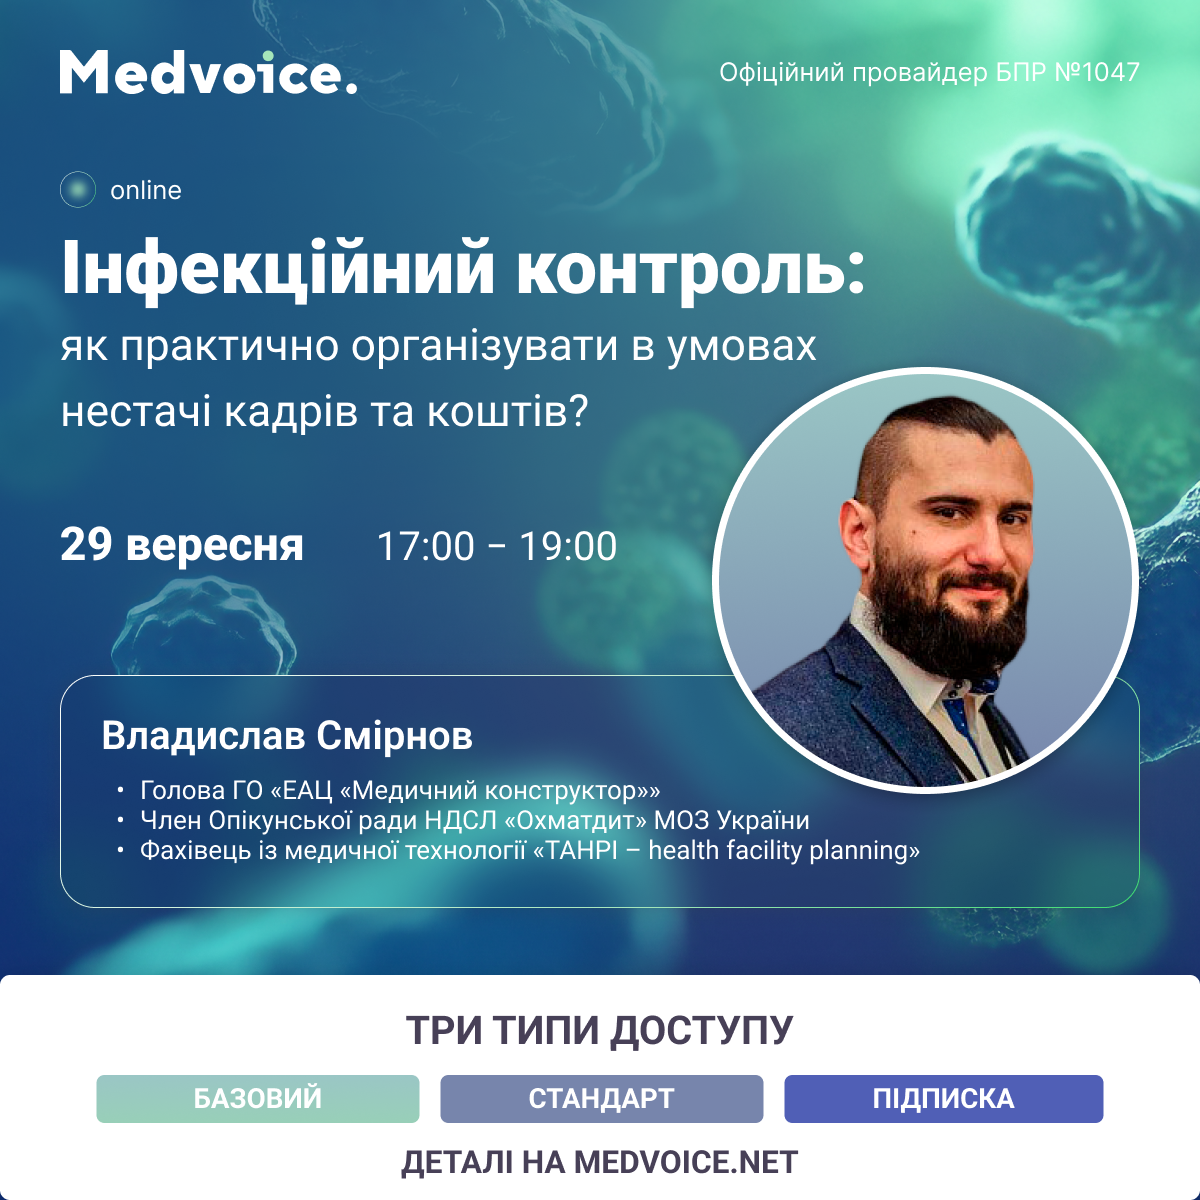 Medvoice.
Офіційний провайдер БПР №1047
online
Інфекційний контроль:
як практично організувати в умовах
нестачі кадрів та коштів?
29 вересня 17:00 – 19:00
Владислав Смірнов
• Голова ГО «ЕАЦ «Медичний конструктор»»
• Член Опікунської ради НДСЛ «Охматдит» МОЗ України
• Фахівець із медичної технології «ТАНРІ – health facility planning»
ТРИ ТИПИ ДОСТУПУ
БАЗОВИЙ СТАНДАРТ ПІДПИСКА
ДЕТАЛІ НА MEDVOICE.NET